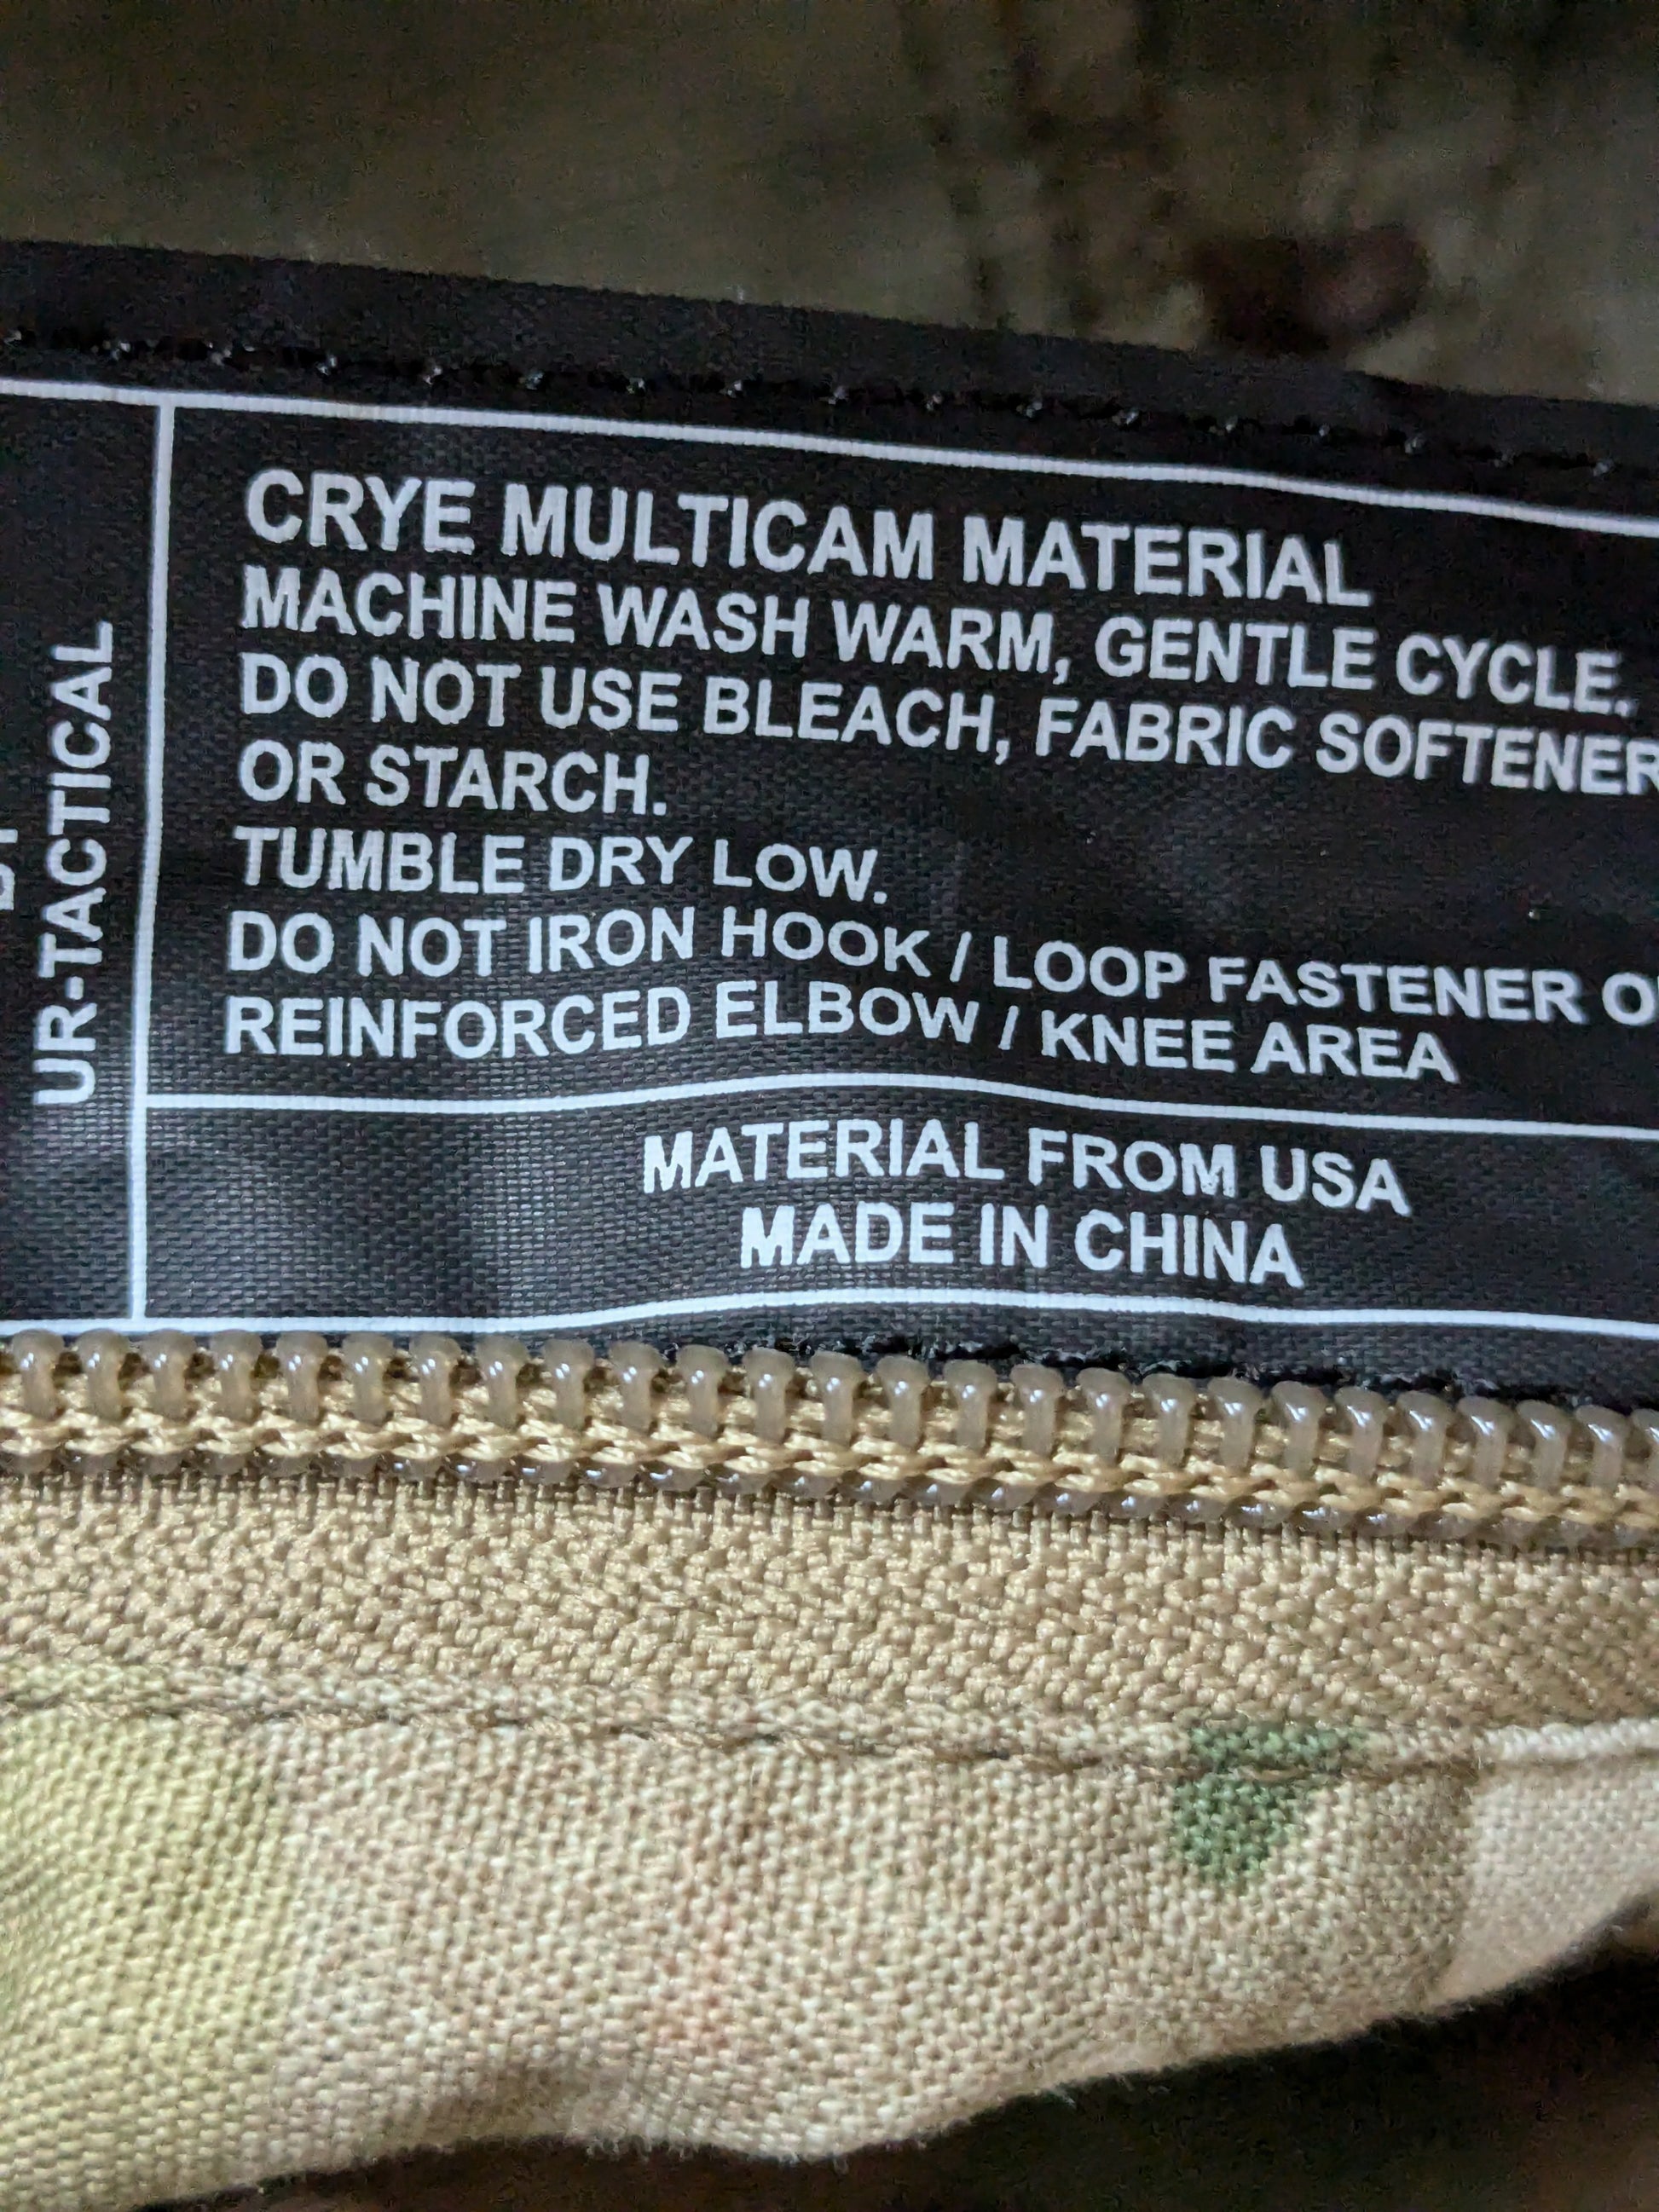 UR-TACTICAL
CRYE MULTICAM MATERIAL
MACHINE WASH WARM, GENTLE CYCLE.
DO NOT USE BLEACH, FABRIC SOFTENER
OR STARCH.
TUMBLE DRY LOW.
DO NOT IRON HOOK / LOOP FASTENER
REINFORCED ELBOW / KNEE AREA
MATERIAL FROM USA
MADE IN CHINA